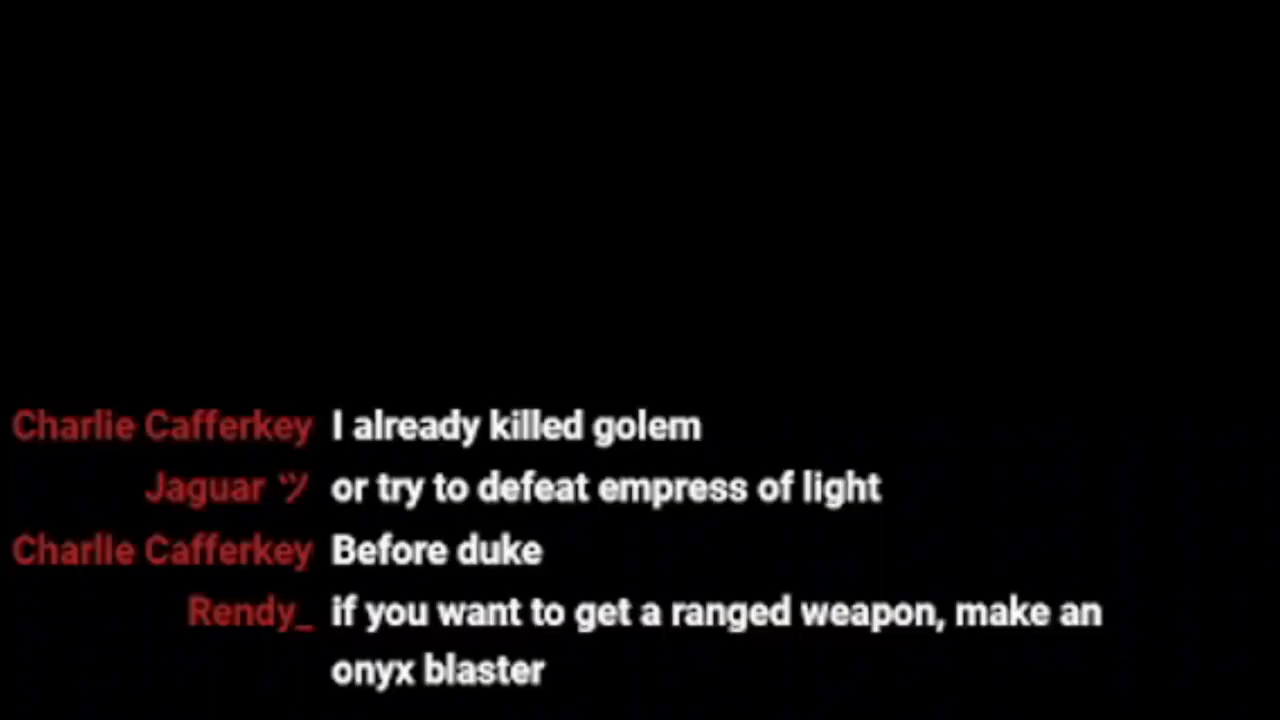 Charlie Cafferkey I already killed golem
Jaguar ツ or try to defeat empress of light
Charlie Cafferkey Before duke
Rendy_ if you want to get a ranged weapon, make an
onyx blaster